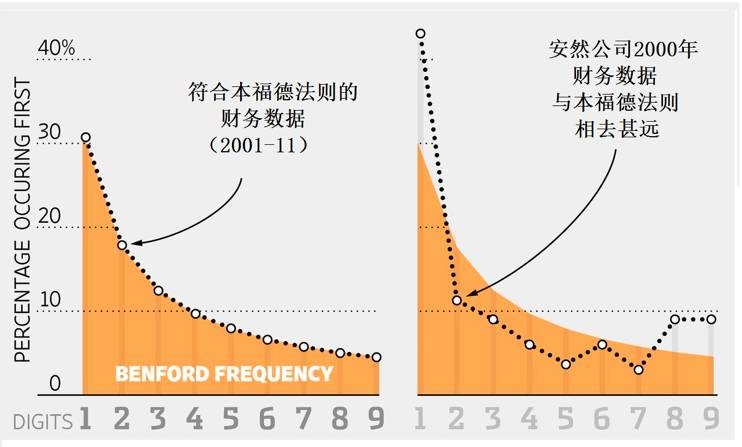 40%
30
20
10
0
PERCENTAGE OCCURING FIRST
符合本福德法则的
财务数据
（2001-11）
BENFORD FREQUENCY
DIGITS 1 2 3 4 5 6 7 8 9
安然公司2000年
财务数据
与本福德法则
相去甚远
1 2 3 4 5 6 7 8 9